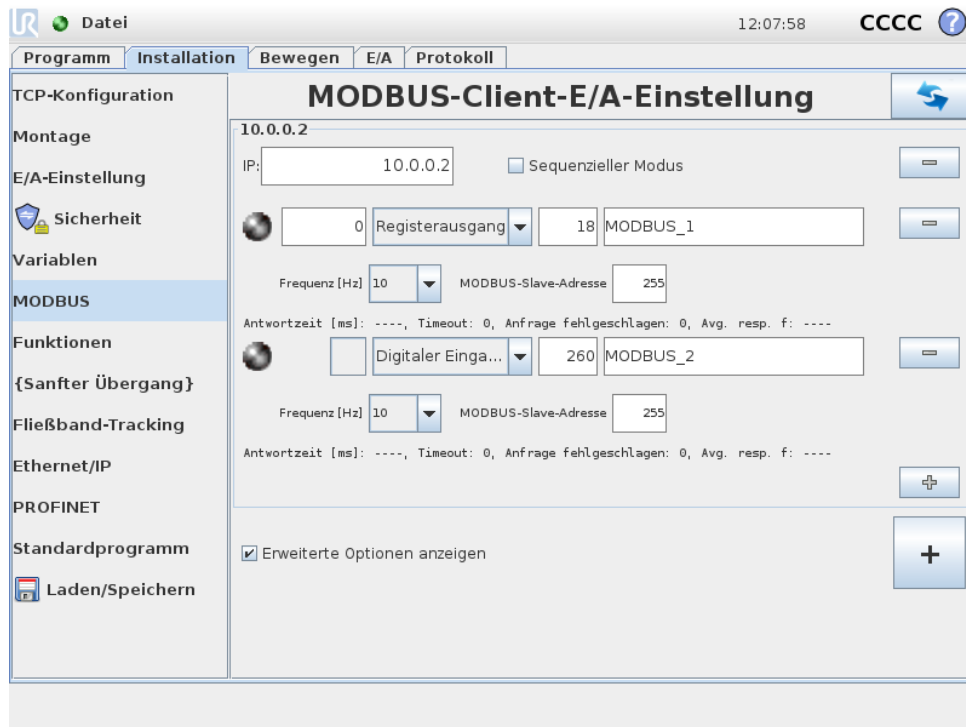 UR Datei 12:07:58 CCCC ?
Programm Installation Bewegen E/A Protokoll
TCP-Konfiguration
Montage
E/A-Einstellung
Sicherheit
Variablen
MODBUS
Funktionen
{Sanfter Übergang}
Fließband-Tracking
Ethernet/IP
PROFINET
Standardprogramm
Laden/Speichern
MODBUS-Client-E/A-Einstellung
10.0.0.2
IP: 10.0.0.2 Sequenzieller Modus
0 Registerausgang 18 MODBUS_1
Frequenz [Hz] 10 MODBUS-Slave-Adresse 255
Antwortzeit [ms]: ----, Timeout: 0, Anfrage fehlgeschlagen: 0, Avg. resp. f: ----
Digitaler Einga... 260 MODBUS_2
Frequenz [Hz] 10 MODBUS-Slave-Adresse 255
Antwortzeit [ms]: ----, Timeout: 0, Anfrage fehlgeschlagen: 0, Avg. resp. f: ----
Erweiterte Optionen anzeigen